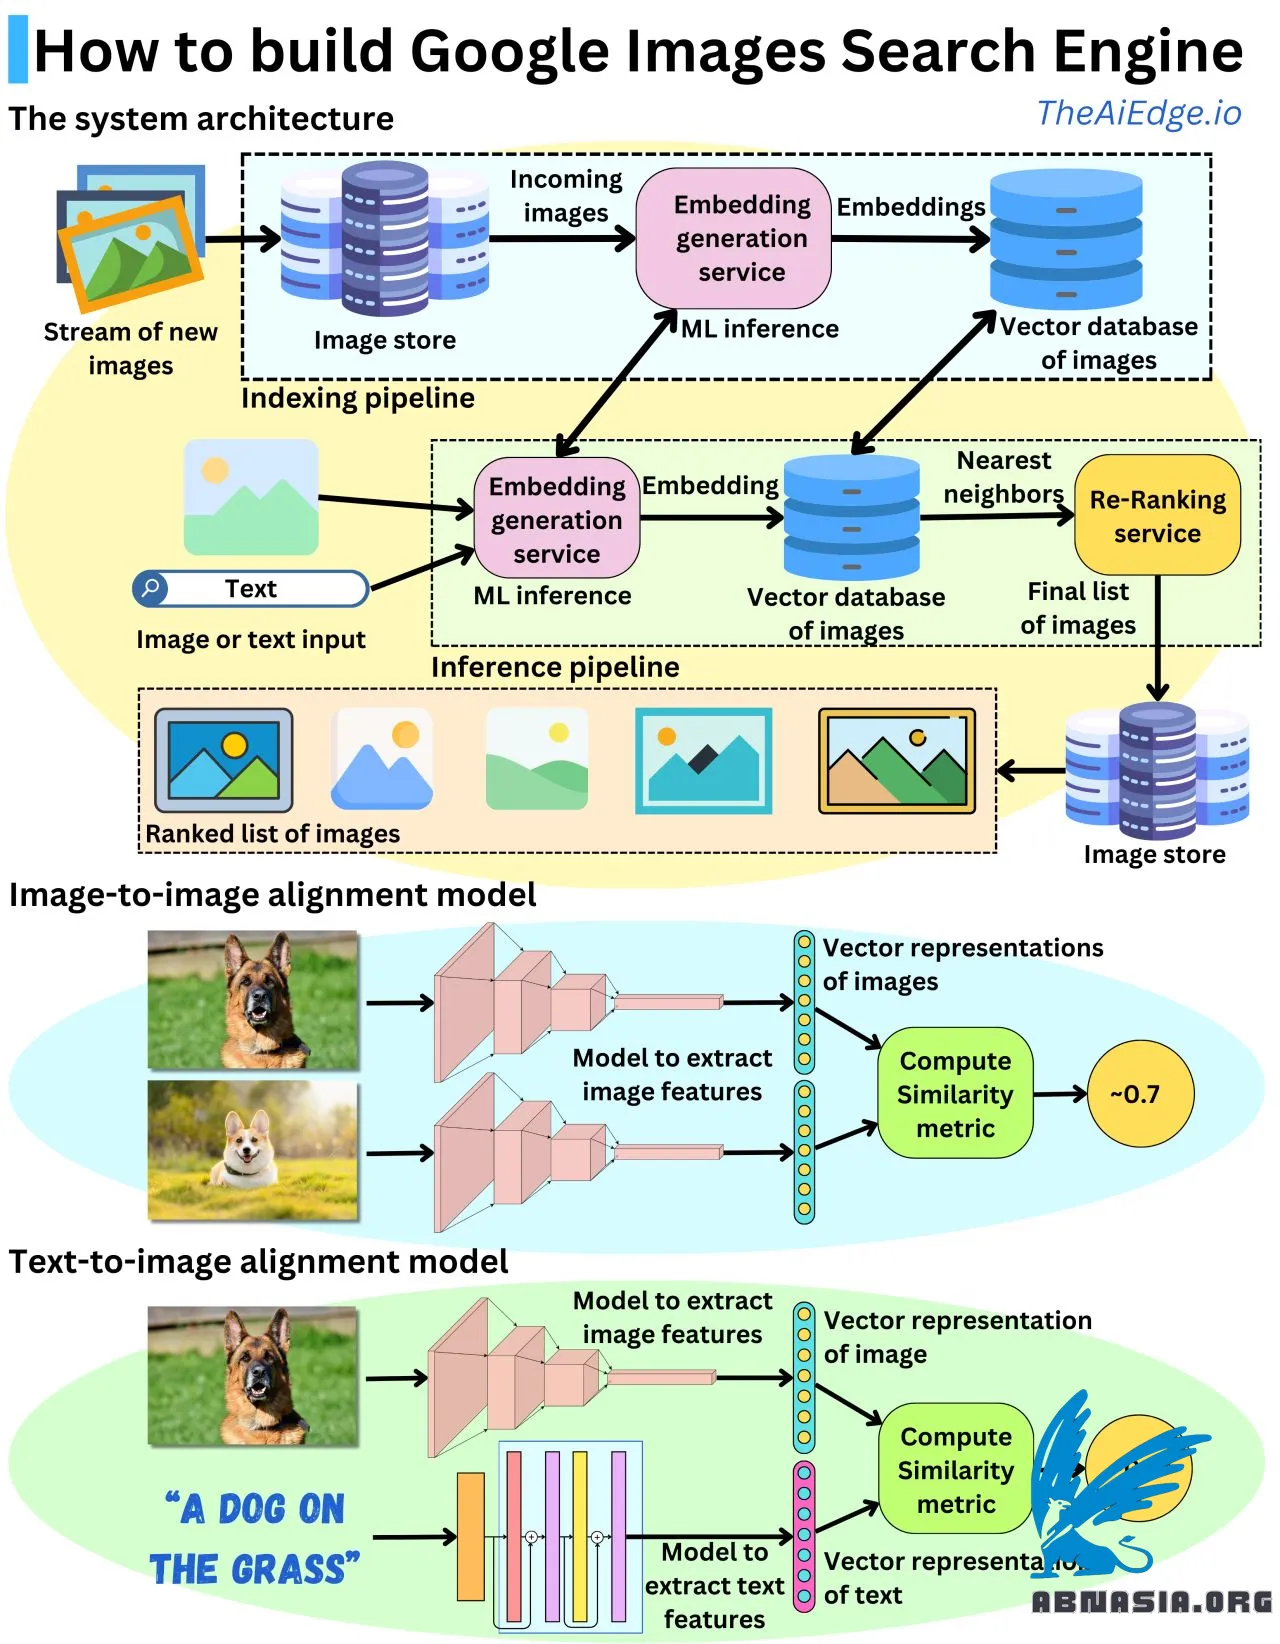 How to build Google Images Search Engine
TheAiEdge.io
The system architecture
Incoming
images
Embedding
generation
service
Embeddings
Stream of new
images
Image store
ML inference
Vector database
of images
Indexing pipeline
Embedding
generation
service
Embedding
Nearest
neighbors
Re-Ranking
service
Text
Image or text input
ML inference
Vector database
of images
Final list
of images
Inference pipeline
Ranked list of images
Image store
Image-to-image alignment model
Vector representations
of images
Model to extract
image features
Compute
Similarity
metric
~0.7
Text-to-image alignment model
Model to extract
image features
Vector representation
of image
Compute
Similarity
metric
“A DOG ON
THE GRASS”
Model to
extract text
features
Vector representation
of text
ABNASIA.ORG